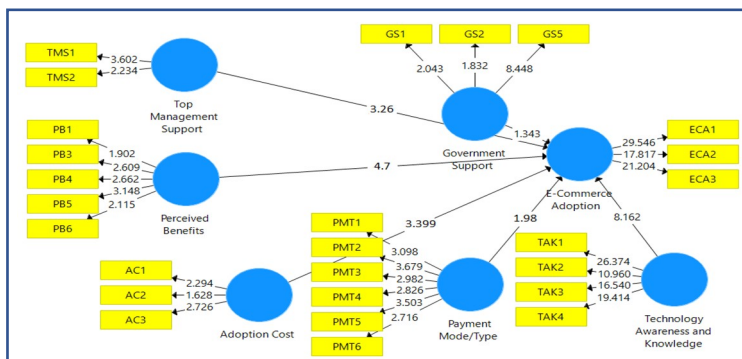 GS1
GS2
GS5
TMS1
TMS2
3.602
2.234
Top
Management
Support
2.043
1.832
8.448
3.26
Government
Support
1.343
PB1
PB3
PB4
PB5
PB6
1.902
2.609
2.662
3.148
2.115
Perceived
Benefits
4.7
E-Commerce
Adoption
29.546
17.817
21.204
ECA1
ECA2
ECA3
3.399
1.98
8.162
AC1
AC2
AC3
2.294
1.628
2.726
Adoption Cost
PMT1
PMT2
PMT3
PMT4
PMT5
PMT6
3.098
3.679
2.982
2.826
3.503
2.716
Payment
Mode/Type
TAK1
TAK2
TAK3
TAK4
26.374
10.960
16.540
19.414
Technology
Awareness and
Knowledge